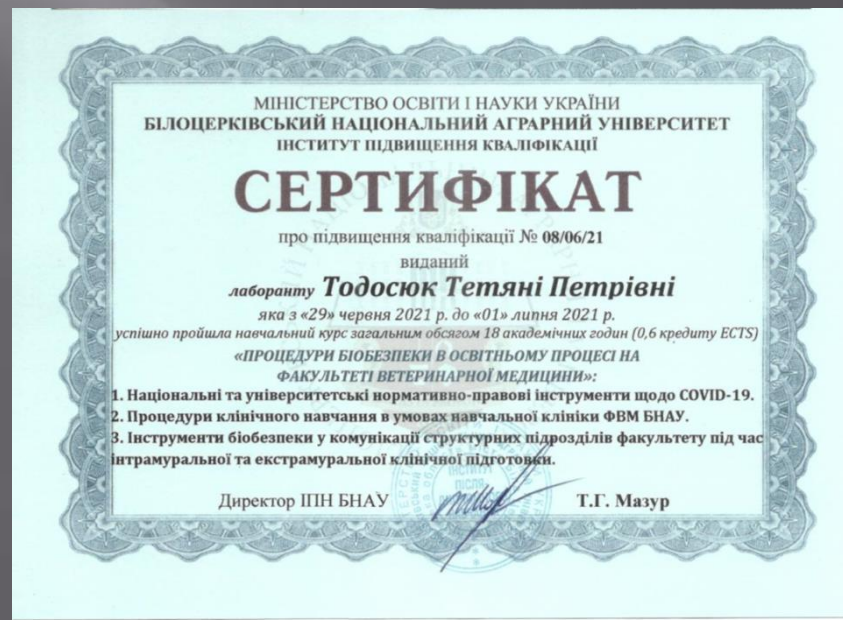 МІНІСТЕРСТВО ОСВІТИ І НАУКИ УКРАЇНИ
БІЛОЦЕРКІВСЬКИЙ НАЦІОНАЛЬНИЙ АГРАРНИЙ УНІВЕРСИТЕТ
ІНСТИТУТ ПІДВИЩЕННЯ КВАЛІФІКАЦІЇ
СЕРТИФІКАТ
про підвищення кваліфікації № 08/06/21
виданий
лаборанту Тодосюк Тетяні Петрівні
яка з «29» червня 2021 р. до «01» липня 2021 р.
успішно пройшла навчальний курс загальним обсягом 18 академічних годин (0,6 кредиту ECTS)
«ПРОЦЕДУРИ БІОБЕЗПЕКИ В ОСВІТНЬОМУ ПРОЦЕСІ НА
ФАКУЛЬТЕТІ ВЕТЕРИНАРНОЇ МЕДИЦИНИ»:
1. Національні та університетські нормативно-правові інструменти щодо COVID-19.
2. Процедури клінічного навчання в умовах навчальної клініки ФВМ БНАУ.
3. Інструменти біобезпеки у комунікації структурних підрозділів факультету під час
інтрамуральної та екстрамуральної клінічної підготовки.
Директор ІПН БНАУ Т.Г. Мазур